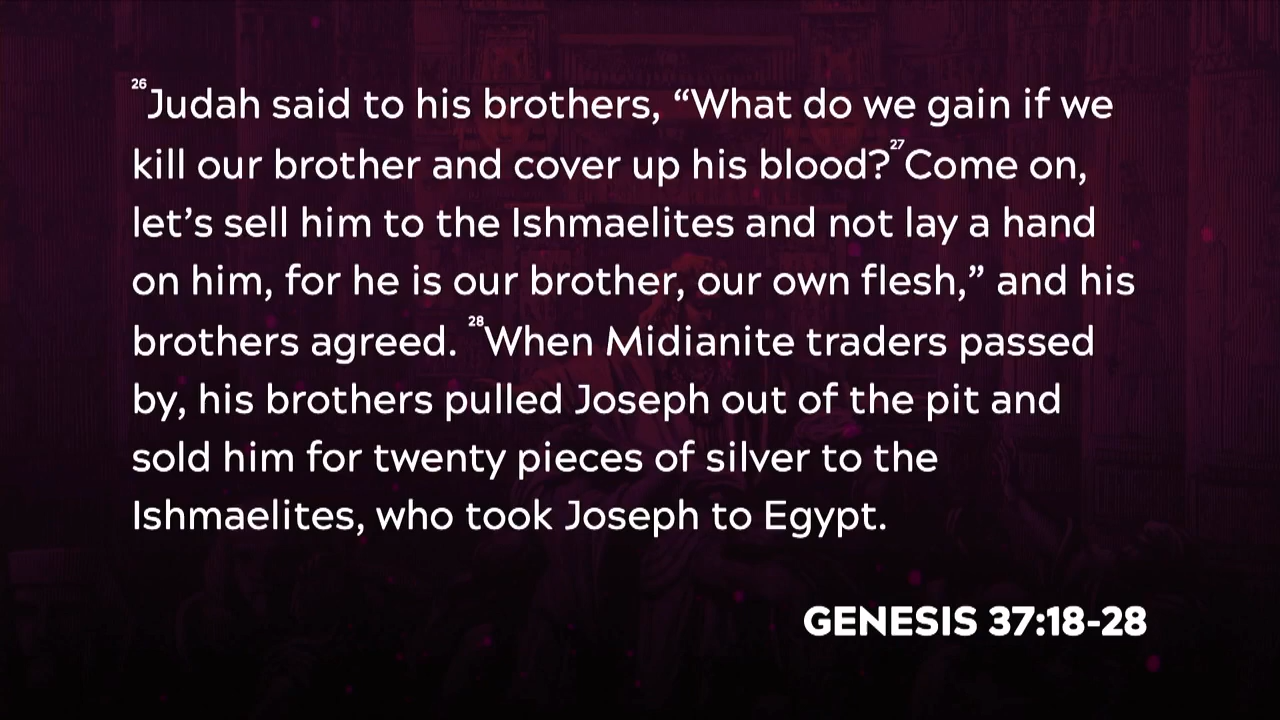 26Judah said to his brothers, “What do we gain if we
kill our brother and cover up his blood?27Come on,
let’s sell him to the Ishmaelites and not lay a hand
on him, for he is our brother, our own flesh,” and his
brothers agreed. 28When Midianite traders passed
by, his brothers pulled Joseph out of the pit and
sold him for twenty pieces of silver to the
Ishmaelites, who took Joseph to Egypt.
GENESIS 37:18-28